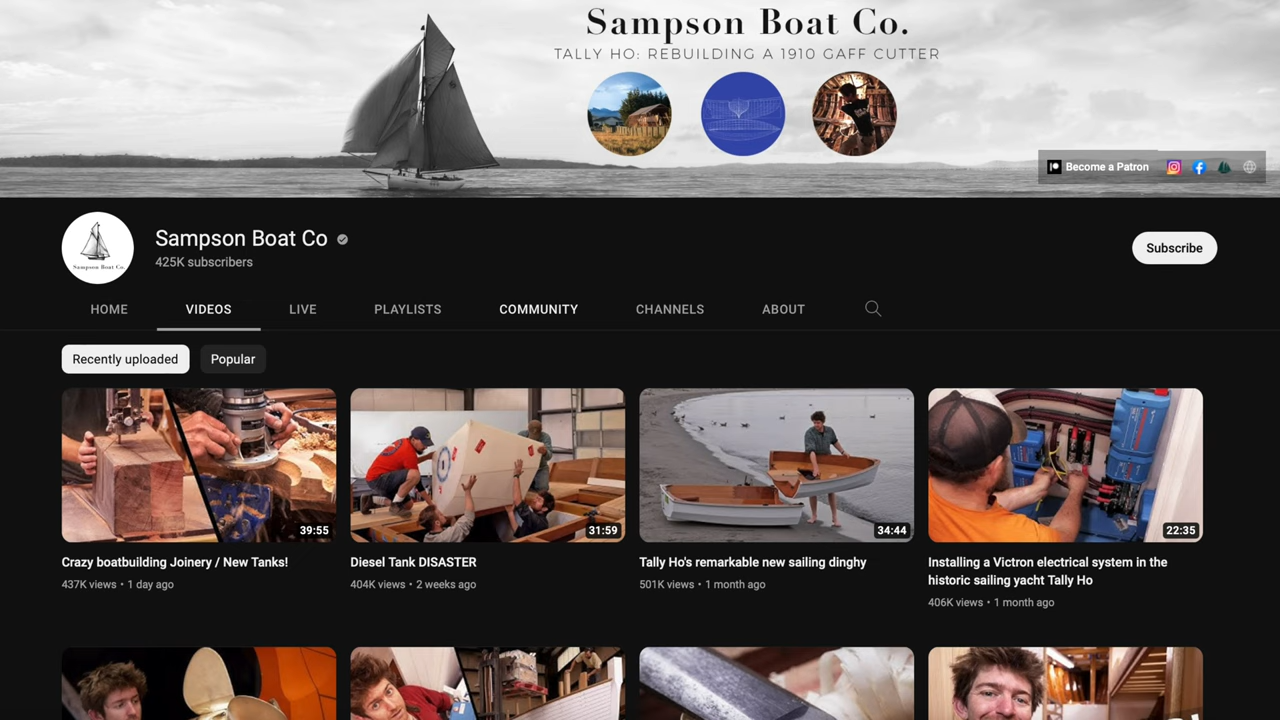 Sampson Boat Co.
TALLY HO: REBUILDING A 1910 GAFF CUTTER
Become a Patron
Sampson Boat Co.
Sampson Boat Co
425K subscribers
Subscribe
HOME
VIDEOS
LIVE
PLAYLISTS
COMMUNITY
CHANNELS
ABOUT
Recently uploaded
Popular
39:55
31:59
34:44
22:35
Crazy boatbuilding Joinery / New Tanks!
437K views • 1 day ago
Diesel Tank DISASTER
404K views • 2 weeks ago
Tally Ho's remarkable new sailing dinghy
501K views • 1 month ago
Installing a Victron electrical system in the
historic sailing yacht Tally Ho
406K views • 1 month ago